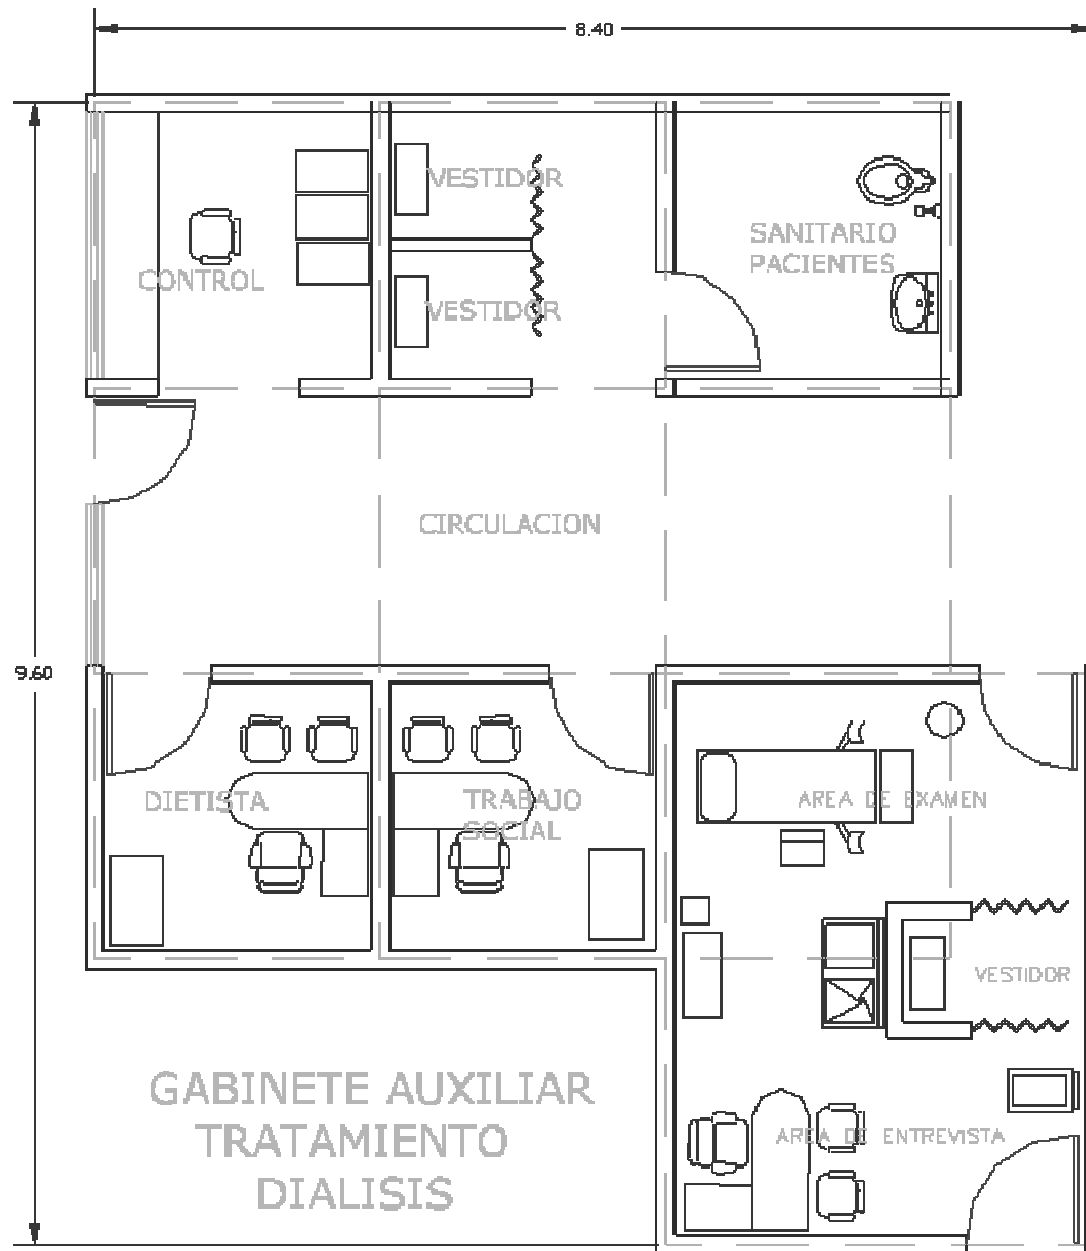 8.40
VESTIDOR
SANITARIO
PACIENTES
CONTROL
VESTIDOR
CIRCULACION
9.60
DIETISTA
TRABAJO
SOCIAL
AREA DE EXAMEN
VESTIDOR
GABINETE AUXILIAR
TRATAMIENTO
DIALISIS
AREA DE ENTREVISTA